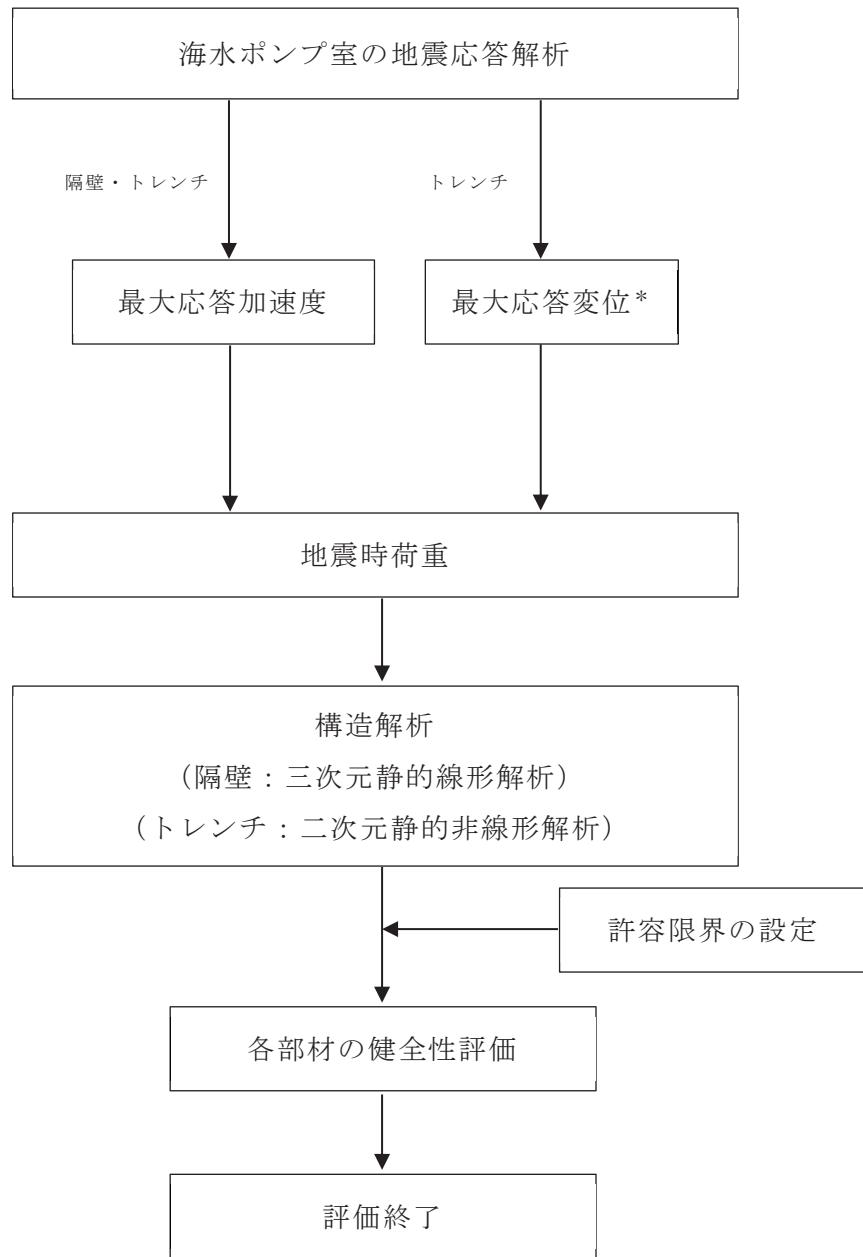 海水ポンプ室の地震応答解析
隔壁・トレンチ
トレンチ
最大応答加速度
最大応答変位*
地震時荷重
構造解析
(隔壁:三次元静的線形解析)
(トレンチ:二次元静的非線形解析)
許容限界の設定
各部材の健全性評価
評価終了